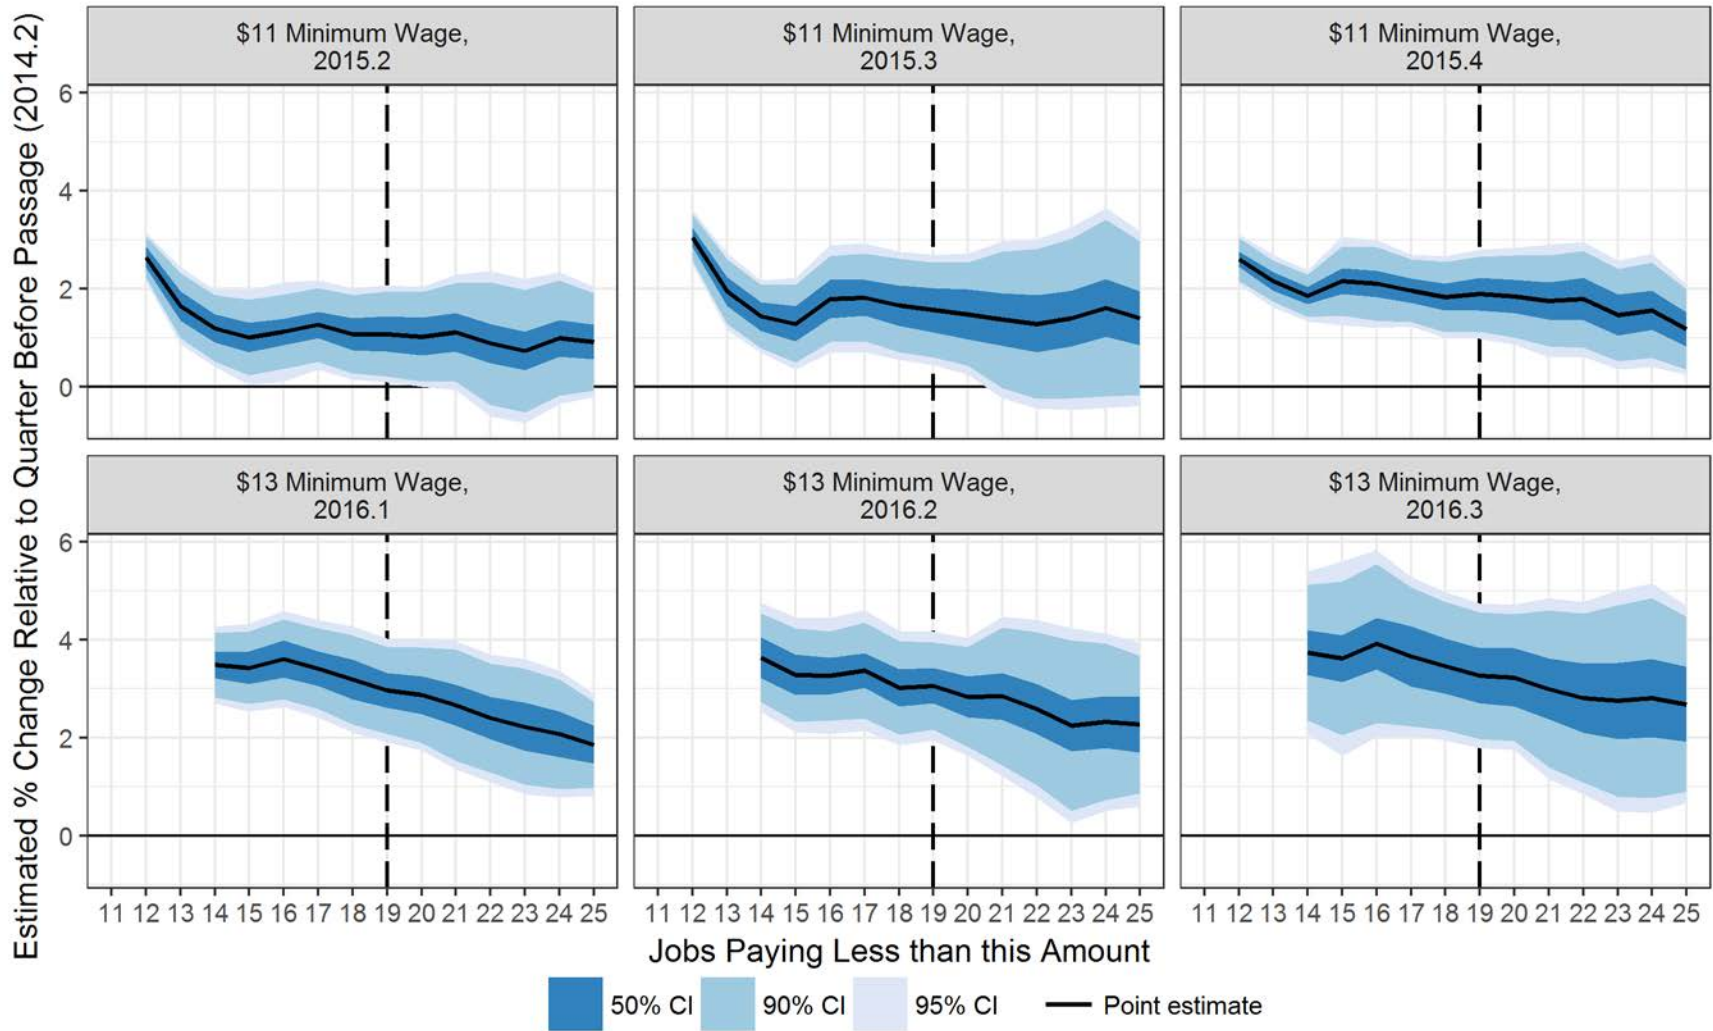 Estimated % Change Relative to Quarter Before Passage (2014.2)
$11 Minimum Wage,
2015.2
$11 Minimum Wage,
2015.3
$11 Minimum Wage,
2015.4
6
4
2
0
$13 Minimum Wage,
2016.1
$13 Minimum Wage,
2016.2
$13 Minimum Wage,
2016.3
6
4
2
0
11 12 13 14 15 16 17 18 19 20 21 22 23 24 25
11 12 13 14 15 16 17 18 19 20 21 22 23 24 25
11 12 13 14 15 16 17 18 19 20 21 22 23 24 25
Jobs Paying Less than this Amount
50% CI 90% CI 95% CI Point estimate